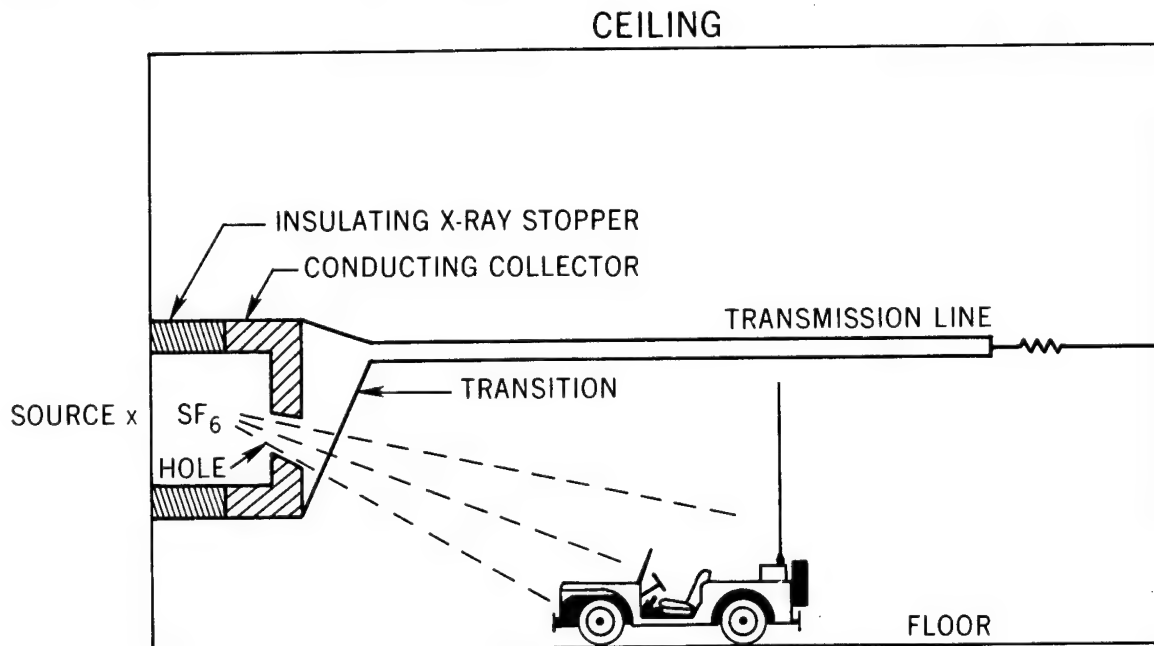 CEILING
INSULATING X-RAY STOPPER
CONDUCTING COLLECTOR
TRANSMISSION LINE
TRANSITION
SOURCE x
SF6
HOLE
FLOOR